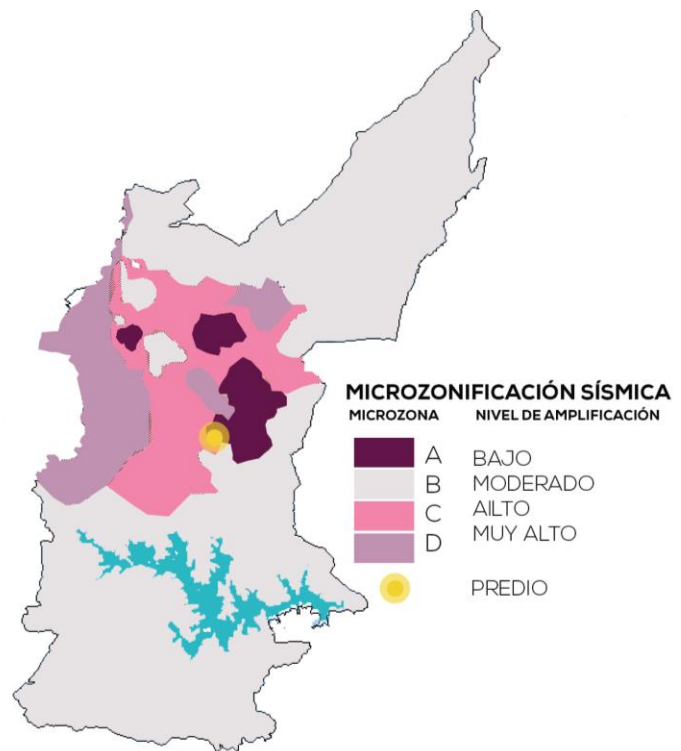 MICROZONIFICACIÓN SÍSMICA
MICROZONA NIVEL DE AMPLIFICACIÓN
A BAJO
B MODERADO
C AILTO
D MUY ALTO
PREDIO